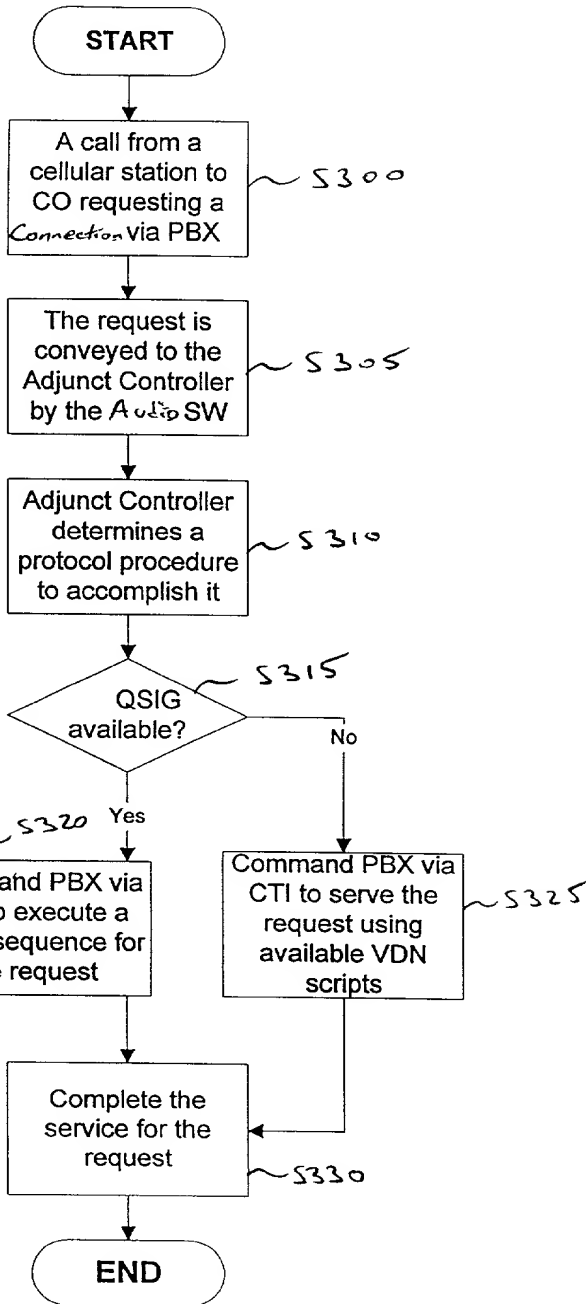 START
A call from a
cellular station to
CO requesting a
Connection via PBX
S300
The request is
conveyed to the
Adjunct Controller
by the Audio SW
S305
Adjunct Controller
determines a
protocol procedure
to accomplish it
S310
QSIG
available?
S315
No
Yes
S320
and PBX via
execute a
sequence for
request
Command PBX via
CTI to serve the
request using
available VDN
scripts
S325
Complete the
service for the
request
S330
END